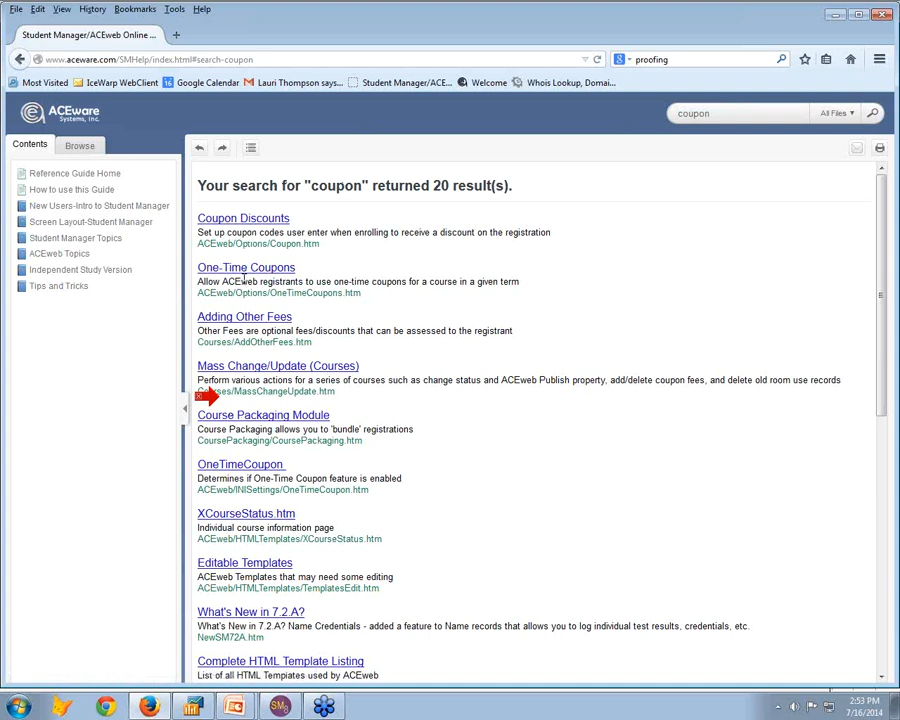 File Edit View History Bookmarks Tools Help
Student Manager/ACEweb Online ...
www.aceware.com/SMHelp/index.html#search-coupon
proofing
Most Visited IceWarp WebClient Google Calendar Lauri Thompson says... Student Manager/ACE... Welcome Whois Lookup, Domai...
ACEware Systems, Inc.
coupon All Files
Contents Browse
Reference Guide Home
How to use this Guide
New Users-Intro to Student Manager
Screen Layout-Student Manager
Student Manager Topics
ACEweb Topics
Independent Study Version
Tips and Tricks
Your search for "coupon" returned 20 result(s).
Coupon Discounts
Set up coupon codes user enter when enrolling to receive a discount on the registration
ACEweb/Options/Coupon.htm
One-Time Coupons
Allow ACEweb registrants to use one-time coupons for a course in a given term
ACEweb/Options/OneTimeCoupons.htm
Adding Other Fees
Other Fees are optional fees/discounts that can be assessed to the registrant
Courses/AddOtherFees.htm
Mass Change/Update (Courses)
Perform various actions for a series of courses such as change status and ACEweb Publish property, add/delete coupon fees, and delete old room use records
Courses/MassChangeUpdate.htm
Course Packaging Module
Course Packaging allows you to 'bundle' registrations
CoursePackaging/CoursePackaging.htm
OneTimeCoupon
Determines if One-Time Coupon feature is enabled
ACEweb/INISettings/OneTimeCoupon.htm
XCourseStatus.htm
Individual course information page
ACEweb/HTMLTemplates/XCourseStatus.htm
Editable Templates
ACEweb Templates that may need some editing
ACEweb/HTMLTemplates/TemplatesEdit.htm
What's New in 7.2.A?
What's New in 7.2.A? Name Credentials - added a feature to Name records that allows you to log individual test results, credentials, etc.
NewSM72A.htm
Complete HTML Template Listing
List of all HTML Temptates used by ACEweb
2:53 PM
7/16/2014